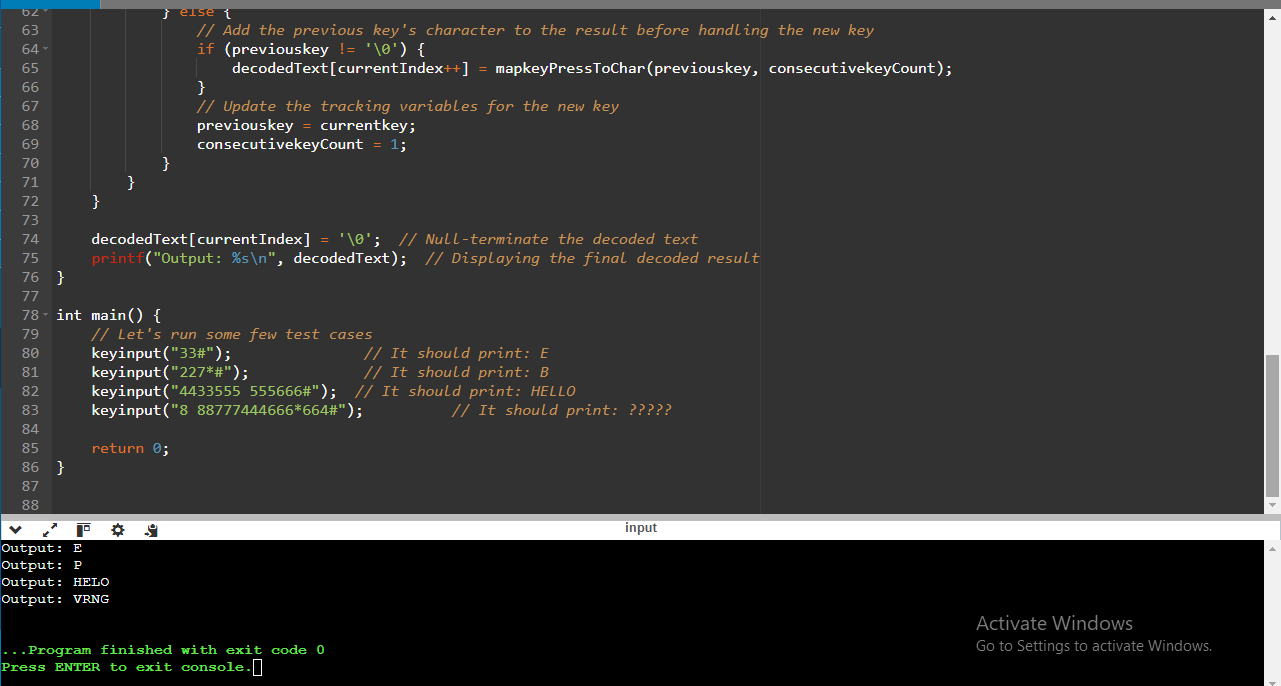 62 } else {
63 // Add the previous key's character to the result before handling the new key
64 if (previouskey != '\0') {
65 decodedText[currentIndex++] = mapkeyPressToChar(previouskey, consecutivekeyCount);
66 }
67 // Update the tracking variables for the new key
68 previouskey = currentkey;
69 consecutivekeyCount = 1;
70 }
71 }
72 }
73
74 decodedText[currentIndex] = '\0'; // Null-terminate the decoded text
75 printf("Output: %s\n", decodedText); // Displaying the final decoded result
76 }
77
78 int main() {
79 // Let's run some few test cases
80 keyinput("33#"); // It should print: E
81 keyinput("227*#"); // It should print: B
82 keyinput("4433555 555666#"); // It should print: HELLO
83 keyinput("8 88777444666*664#"); // It should print: ?????
84
85 return 0;
86 }
87
88
input
Output: E
Output: P
Output: HELO
Output: VRNG
...Program finished with exit code 0
Press ENTER to exit console.
Activate Windows
Go to Settings to activate Windows.